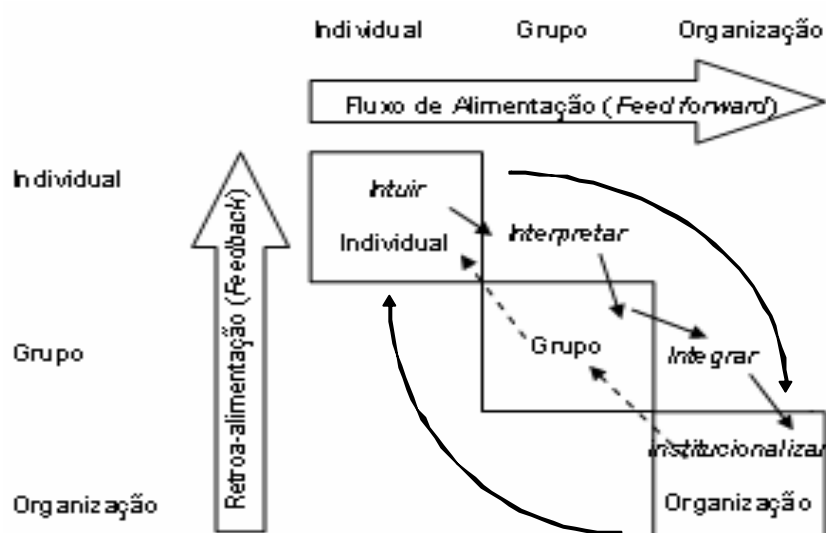 Individual Grupo Organização
Fluxo de Alimentação (Feed forward)
Individual
Intuir
Interpretar
Individual
Retroa-alimentação (Feedback)
Grupo
Grupo
Integrar
Institucionalizar
Organização
Organização